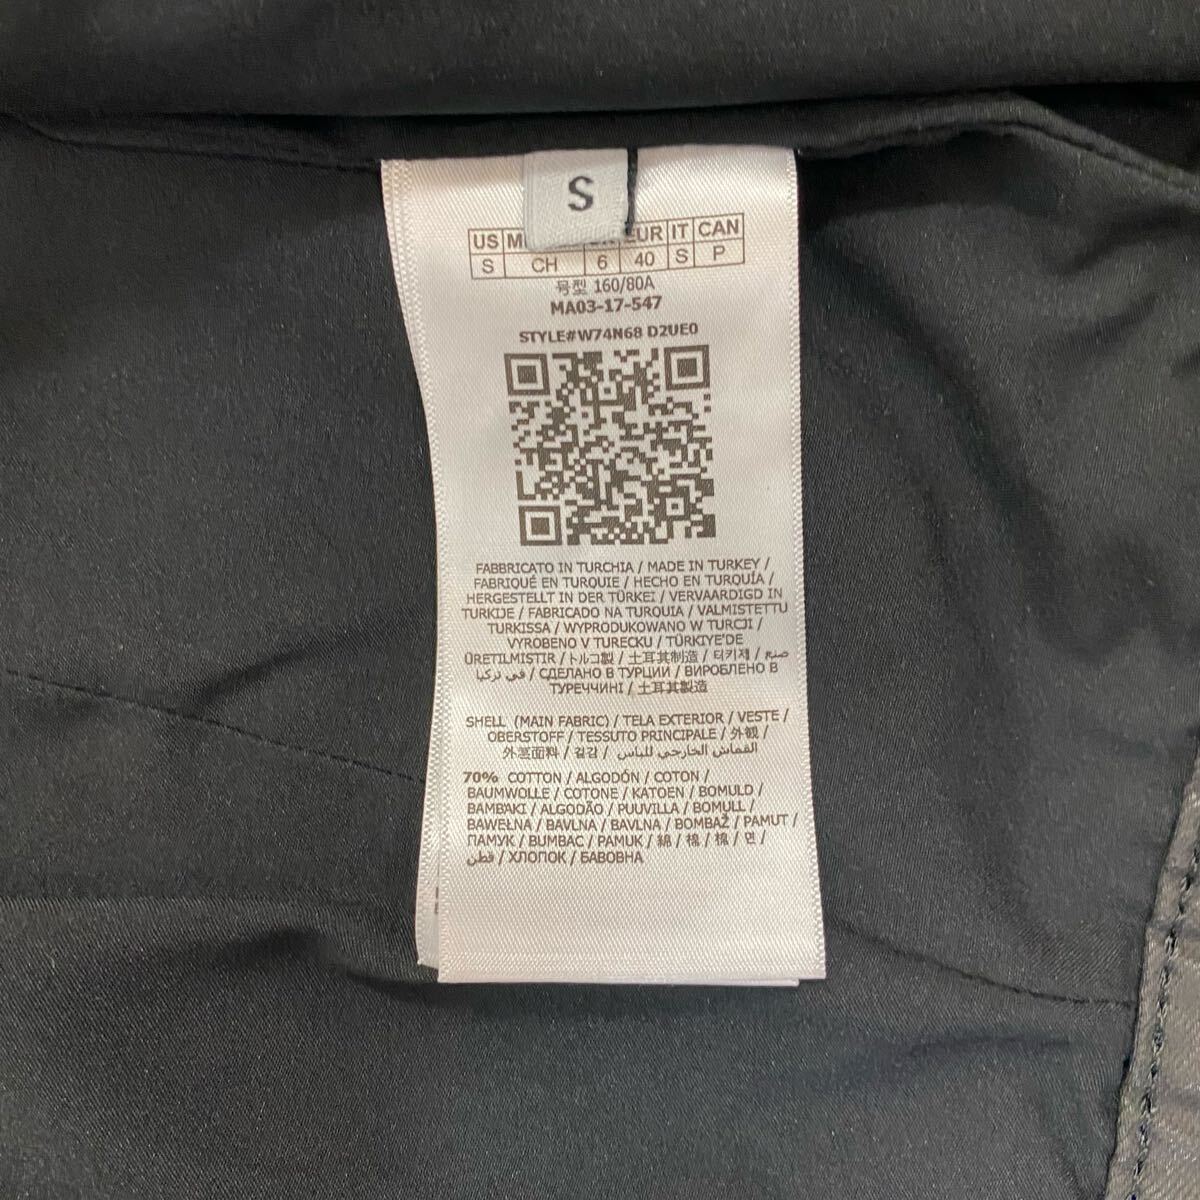 S
US EUR IT CAN
S CH 6 40 S P
号型 160/80A
MA03-17-547
STYLE#W74N68 D2UE0
FABBRICATO IN TURCHIA / MADE IN TURKEY /
FABRIQUÉ EN TURQUIE / HECHO EN TURQUÍA /
HERGESTELLT IN DER TÜRKEI / VERVAARDIGD IN
TURKIJE / FABRICADO NA TURQUIA / VALMISTETTU
TURKISSA / WYPRODUKOWANO W TURCJI /
VYROBENO V TURECKU / TÜRKIYE'DE
ÜRETILMISTIR / トルコ製 / 土耳其制造 / 터키제 / صنع
في تركيا / СДЕЛАНО В ТУРЦИИ / ВИРОБЛЕНО В
ТУРЕЧЧИНІ / 土耳其製造
SHELL (MAIN FABRIC) / TELA EXTERIOR / VESTE /
OBERSTOFF / TESSUTO PRINCIPALE / 外観 /
外套面料 / 겉감 / القماش الخارجي للباس
70% COTTON / ALGODÓN / COTON /
BAUMWOLLE / COTONE / KATOEN / BOMULD /
BAMBAKI / ALGODÃO / PUUVILLA / BOMULL /
BAWEŁNA / BAVLNA / BAVLNA / BOMBAŽ / PAMUT /
ПАМУК / BUMBAC / PAMUK / 綿 / 棉 / 棉 / 면 /
قطن / ХЛОПОК / БАВОВНА